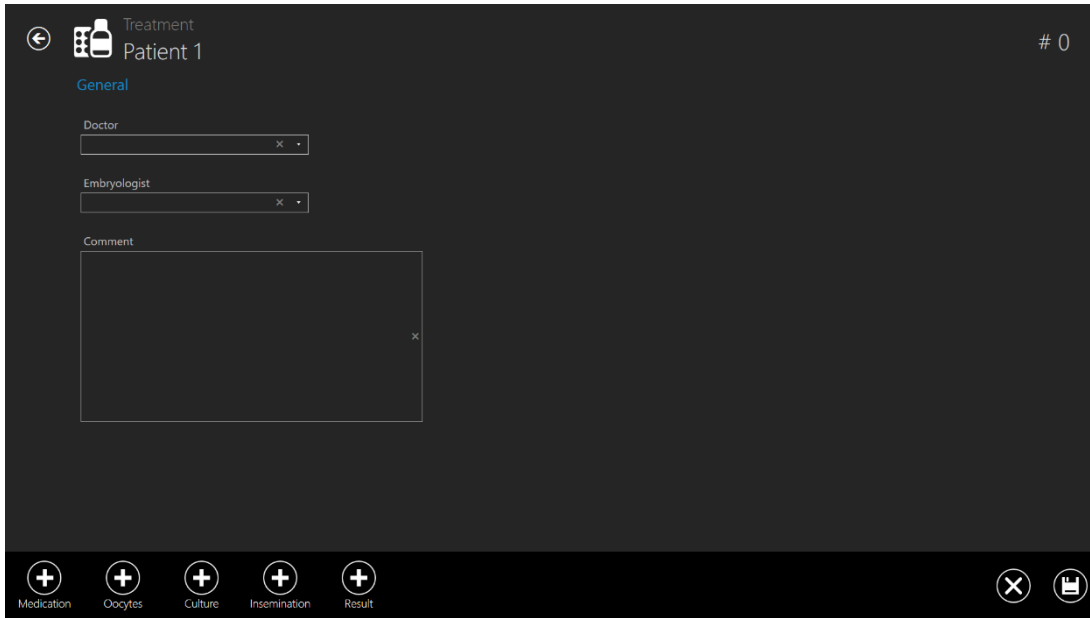 Treatment
Patient 1
# 0
General
Doctor
Embryologist
Comment
Medication
Oocytes
Culture
Insemination
Result